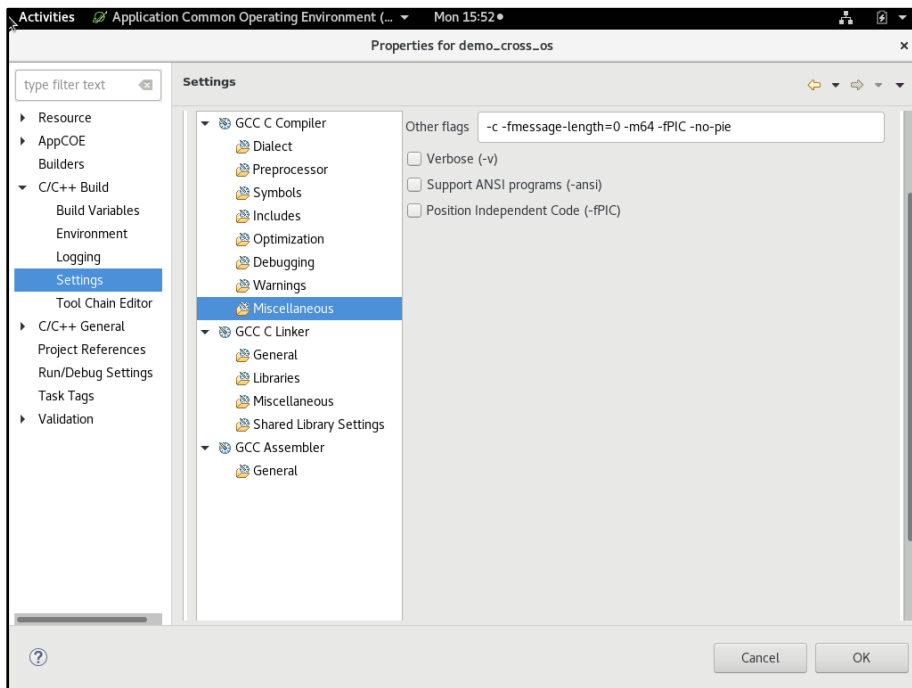 Activities Application Common Operating Environment (... Mon 15:52
Properties for demo_cross_os
type filter text
Resource
AppCOE
Builders
C/C++ Build
Build Variables
Environment
Logging
Settings
Tool Chain Editor
C/C++ General
Project References
Run/Debug Settings
Task Tags
Validation
Settings
GCC C Compiler
Dialect
Preprocessor
Symbols
Includes
Optimization
Debugging
Warnings
Miscellaneous
GCC C Linker
General
Libraries
Miscellaneous
Shared Library Settings
GCC Assembler
General
Other flags -c -fmessage-length=0 -m64 -fPIC -no-pie
Verbose (-v)
Support ANSI programs (-ansi)
Position Independent Code (-fPIC)
Cancel OK